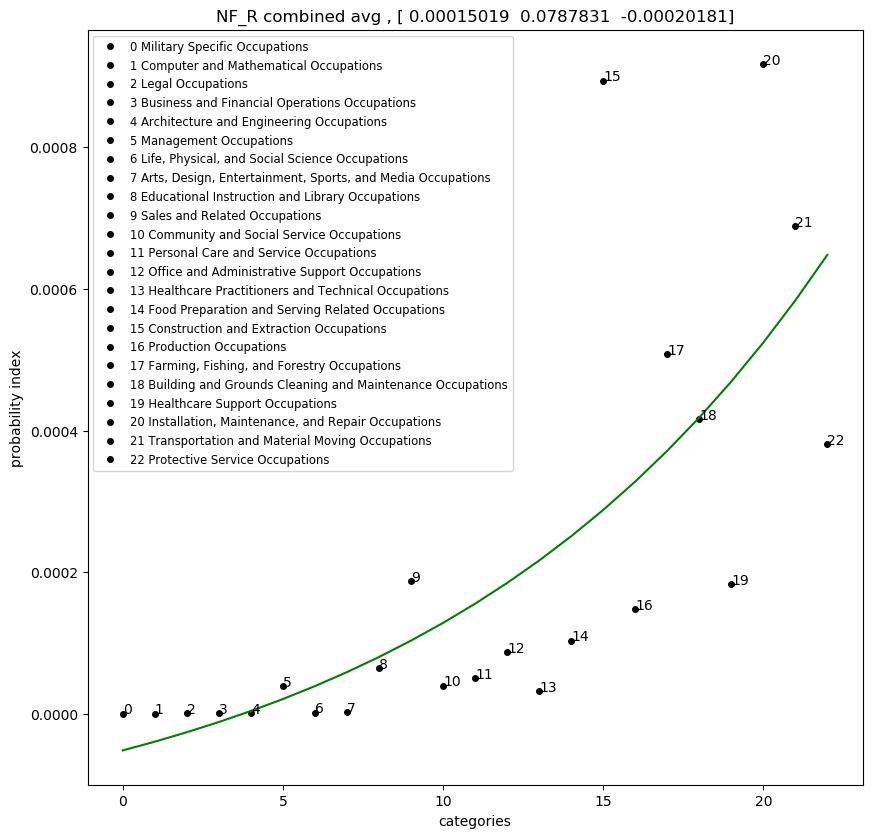 NF_R combined avg , [ 0.00015019  0.0787831  -0.00020181]
0 Military Specific Occupations
1 Computer and Mathematical Occupations
2 Legal Occupations
3 Business and Financial Operations Occupations
4 Architecture and Engineering Occupations
5 Management Occupations
6 Life, Physical, and Social Science Occupations
7 Arts, Design, Entertainment, Sports, and Media Occupations
8 Educational Instruction and Library Occupations
9 Sales and Related Occupations
10 Community and Social Service Occupations
11 Personal Care and Service Occupations
12 Office and Administrative Support Occupations
13 Healthcare Practitioners and Technical Occupations
14 Food Preparation and Serving Related Occupations
15 Construction and Extraction Occupations
16 Production Occupations
17 Farming, Fishing, and Forestry Occupations
18 Building and Grounds Cleaning and Maintenance Occupations
19 Healthcare Support Occupations
20 Installation, Maintenance, and Repair Occupations
21 Transportation and Material Moving Occupations
22 Protective Service Occupations
probability index
0.0008
0.0006
0.0004
0.0002
0.0000
0
1
2
3
4
5
6
7
8
9
10
11
12
13
14
15
16
17
18
19
20
21
22
0
5
10
15
20
categories